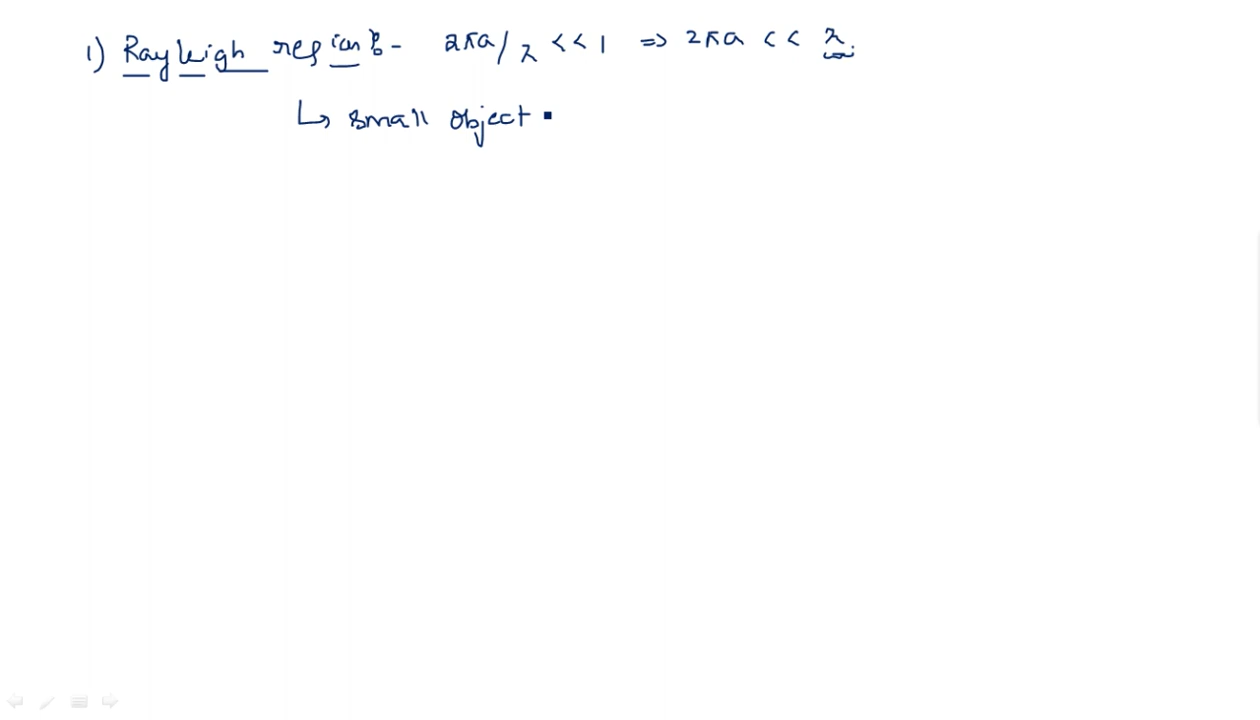 1) Rayleigh region :- 2πa/λ << 1 => 2πa << λ.
↳ small object